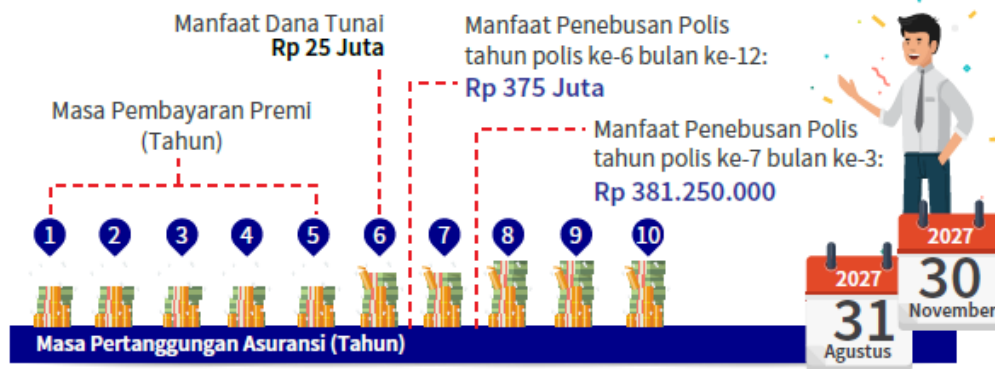 Manfaat Dana Tunai
Rp 25 Juta
Manfaat Penebusan Polis
tahun polis ke-6 bulan ke-12:
Rp 375 Juta
Masa Pembayaran Premi
(Tahun)
Manfaat Penebusan Polis
tahun polis ke-7 bulan ke-3:
Rp 381.250.000
1 2 3 4 5 6 7 8 9 10
Masa Pertanggungan Asuransi (Tahun)
2027
31
Agustus
2027
30
November